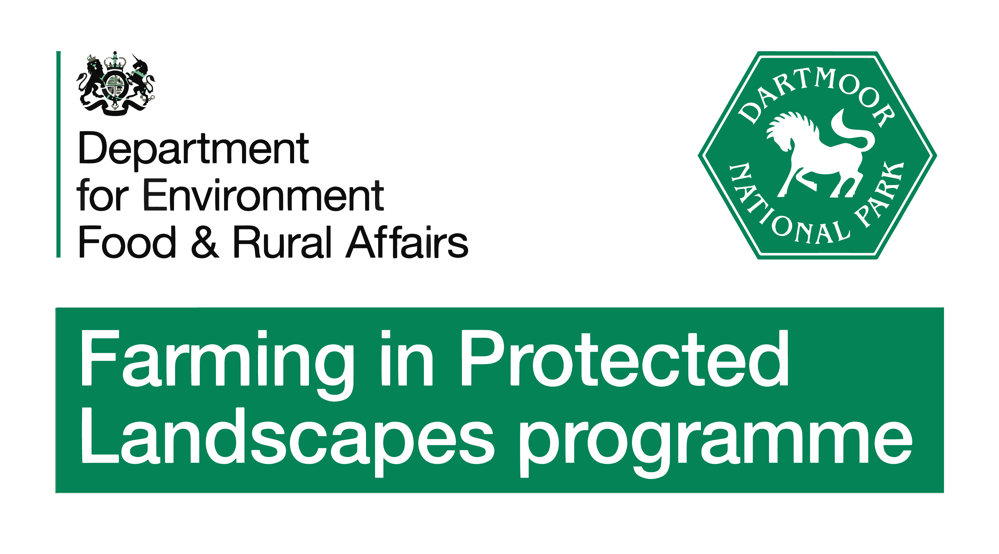 Department
for Environment
Food & Rural Affairs
DARTMOOR
NATIONAL PARK
Farming in Protected
Landscapes programme